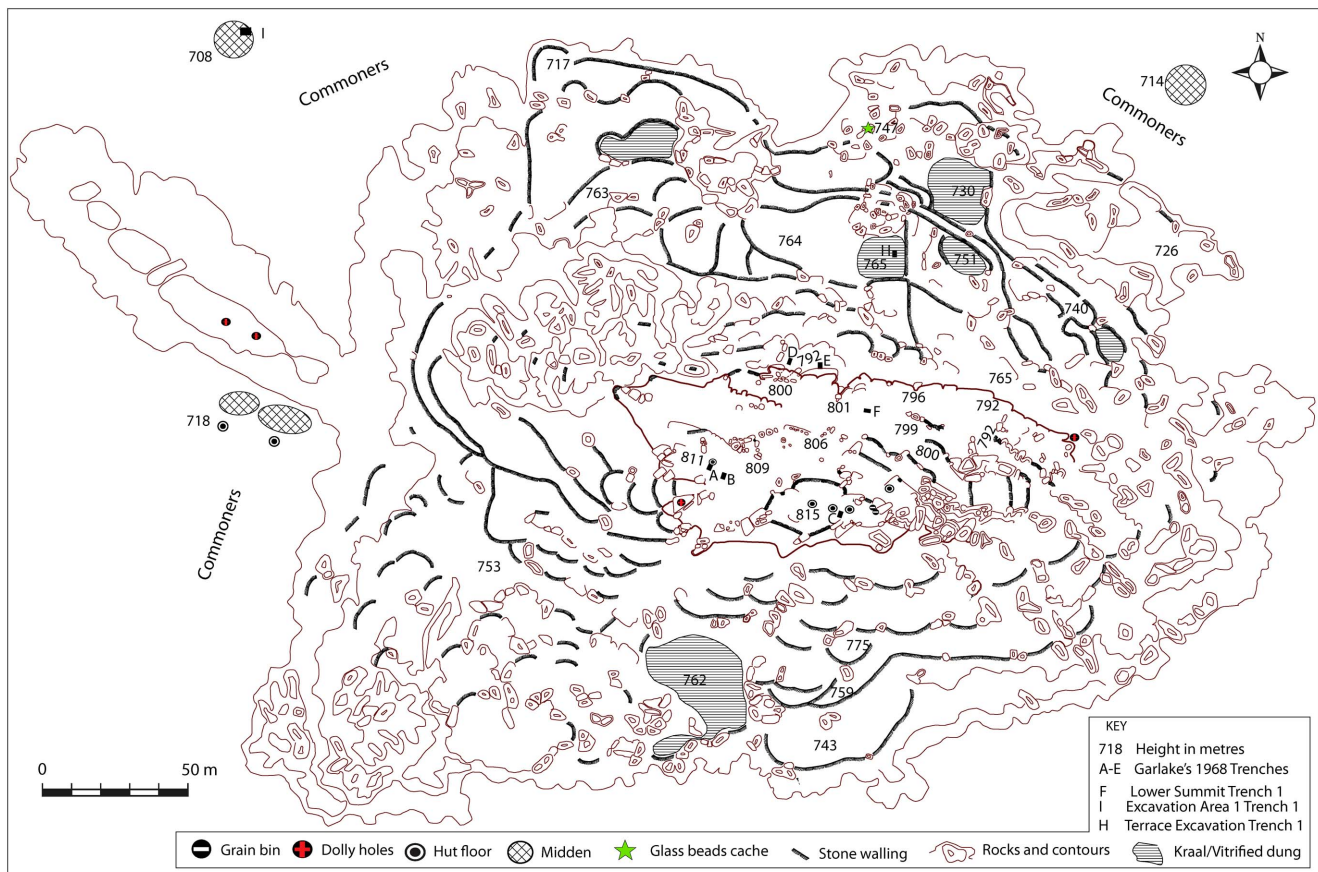 I
708
Commoners
717
N
714
Commoners
747
730
763
764
H
765
751
726
740
D
792
E
765
800
801
F
796
792
799
792
718
806
811
809
800
A
B
815
Commoners
753
775
762
759
743
0
50 m
KEY
718 Height in metres
A-E Garlake's 1968 Trenches
F Lower Summit Trench 1
I Excavation Area 1 Trench 1
H Terrace Excavation Trench 1
Grain bin
Dolly holes
Hut floor
Midden
Glass beads cache
Stone walling
Rocks and contours
Kraal/Vitrified dung